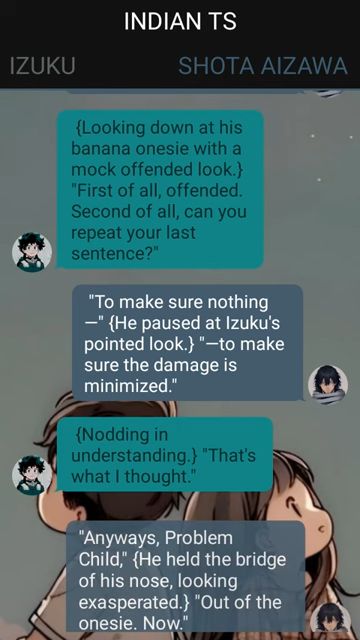 INDIAN TS
IZUKU SHOTA AIZAWA
{Looking down at his
banana onesie with a
mock offended look.}
"First of all, offended.
Second of all, can you
repeat your last
sentence?"
"To make sure nothing
—" {He paused at Izuku's
pointed look.} "—to make
sure the damage is
minimized."
{Nodding in
understanding.} "That's
what I thought."
"Anyways, Problem
Child," {He held the bridge
of his nose, looking
exasperated.} "Out of the
onesie. Now."